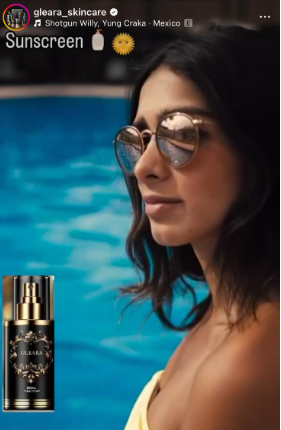 gleara_skincare
Shotgun Willy, Yung Craka · Mexico E
Sunscreen 🧴 🌞
GLEARA